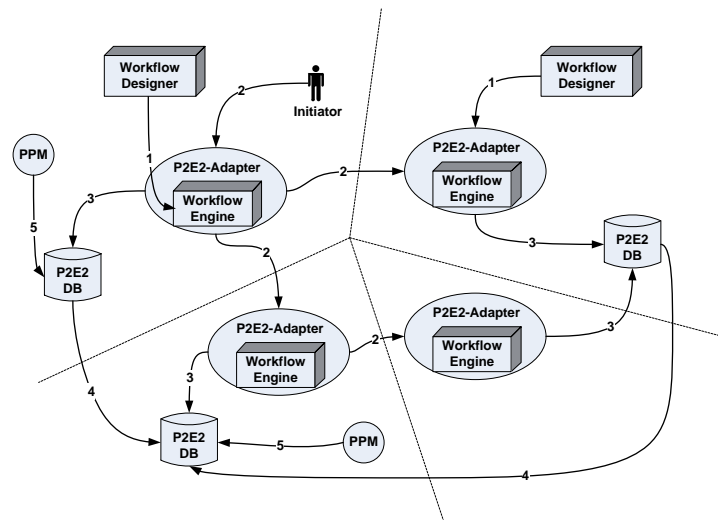 Workflow
Designer
2
Initiator
1
Workflow
Designer
PPM
1
P2E2-Adapter
Workflow
Engine
2
P2E2-Adapter
Workflow
Engine
3
5
P2E2
DB
2
3
P2E2
DB
P2E2-Adapter
Workflow
Engine
2
P2E2-Adapter
Workflow
Engine
3
3
4
P2E2
DB
5
PPM
4